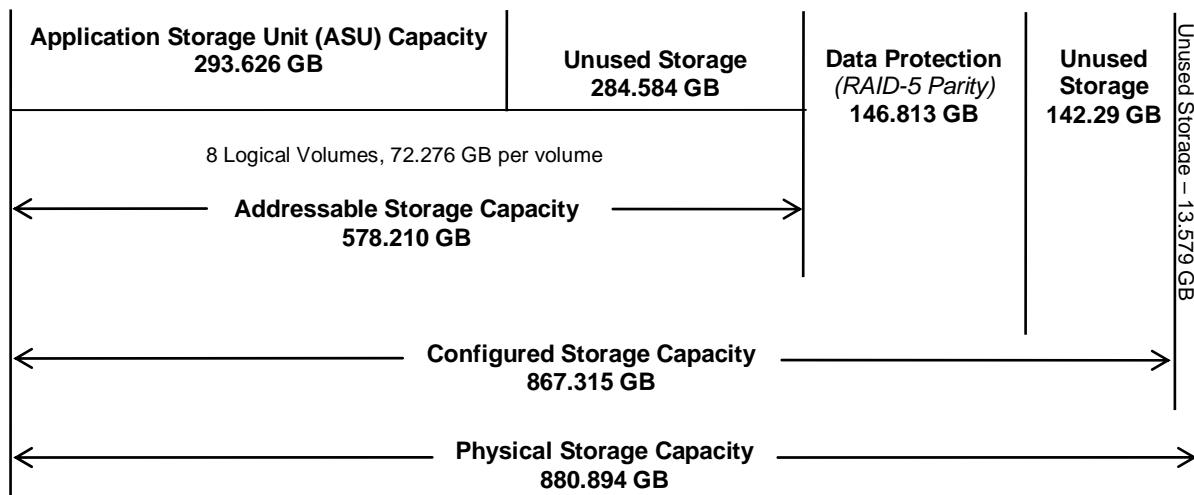 Application Storage Unit (ASU) Capacity
293.626 GB
Unused Storage
284.584 GB
Data Protection
(RAID-5 Parity)
146.813 GB
Unused
Storage
142.29 GB
Unused Storage – 13.579 GB
8 Logical Volumes, 72.276 GB per volume
Addressable Storage Capacity
578.210 GB
Configured Storage Capacity
867.315 GB
Physical Storage Capacity
880.894 GB